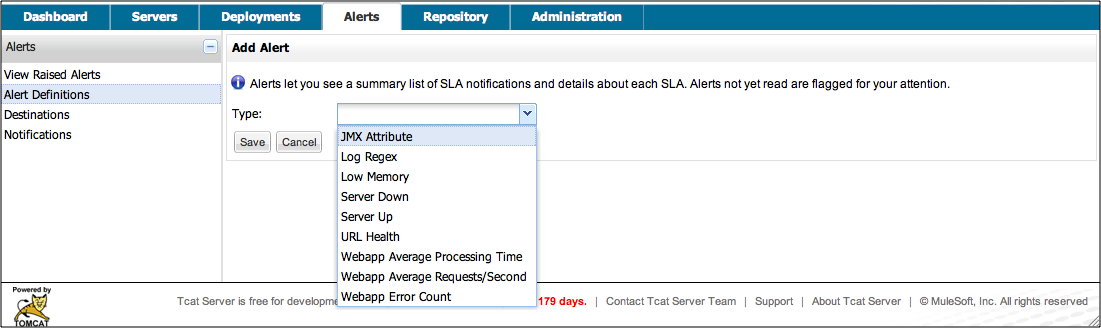 Dashboard Servers Deployments Alerts Repository Administration
Alerts
View Raised Alerts
Alert Definitions
Destinations
Notifications
Add Alert
Alerts let you see a summary list of SLA notifications and details about each SLA. Alerts not yet read are flagged for your attention.
Type:
Save Cancel
JMX Attribute
Log Regex
Low Memory
Server Down
Server Up
URL Health
Webapp Average Processing Time
Webapp Average Requests/Second
Webapp Error Count
Powered by
TOMCAT
Tcat Server is free for developm 179 days. | Contact Tcat Server Team | Support | About Tcat Server | © MuleSoft, Inc. All rights reserved